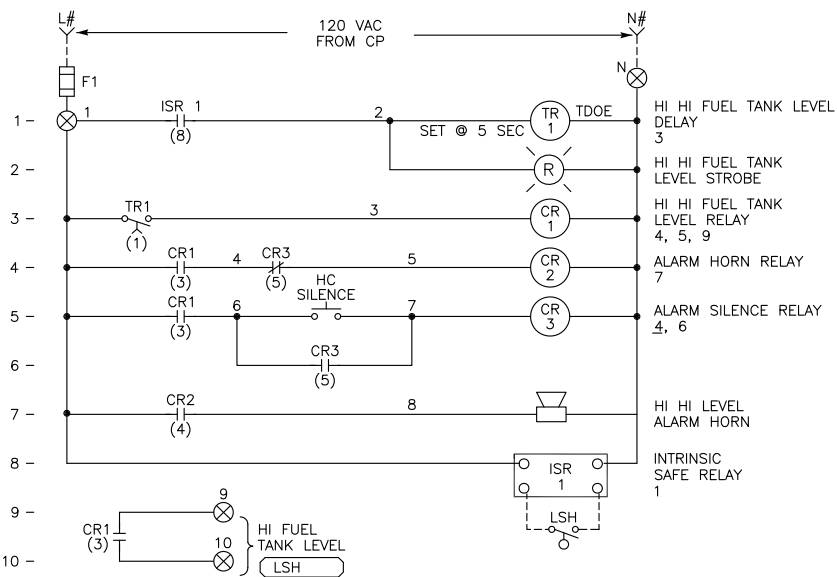 L# N#
120 VAC
FROM CP
F1
N
1 – 1 ISR 1 2 TR TDOE HI HI FUEL TANK LEVEL
(8) SET @ 5 SEC 1 DELAY
3
2 – R HI HI FUEL TANK
LEVEL STROBE
3 – TR1 3 CR HI HI FUEL TANK
(1) 1 LEVEL RELAY
4, 5, 9
4 – CR1 4 CR3 5 CR ALARM HORN RELAY
(3) (5) 2 7
HC
SILENCE
5 – CR1 6 7 CR ALARM SILENCE RELAY
(3) 3 4, 6
6 – CR3
(5)
7 – CR2 8 HI HI LEVEL
(4) ALARM HORN
8 – ISR INTRINSIC
1 SAFE RELAY
1
9 – 9 LSH
CR1 HI FUEL
(3) TANK LEVEL
10 – 10 LSH